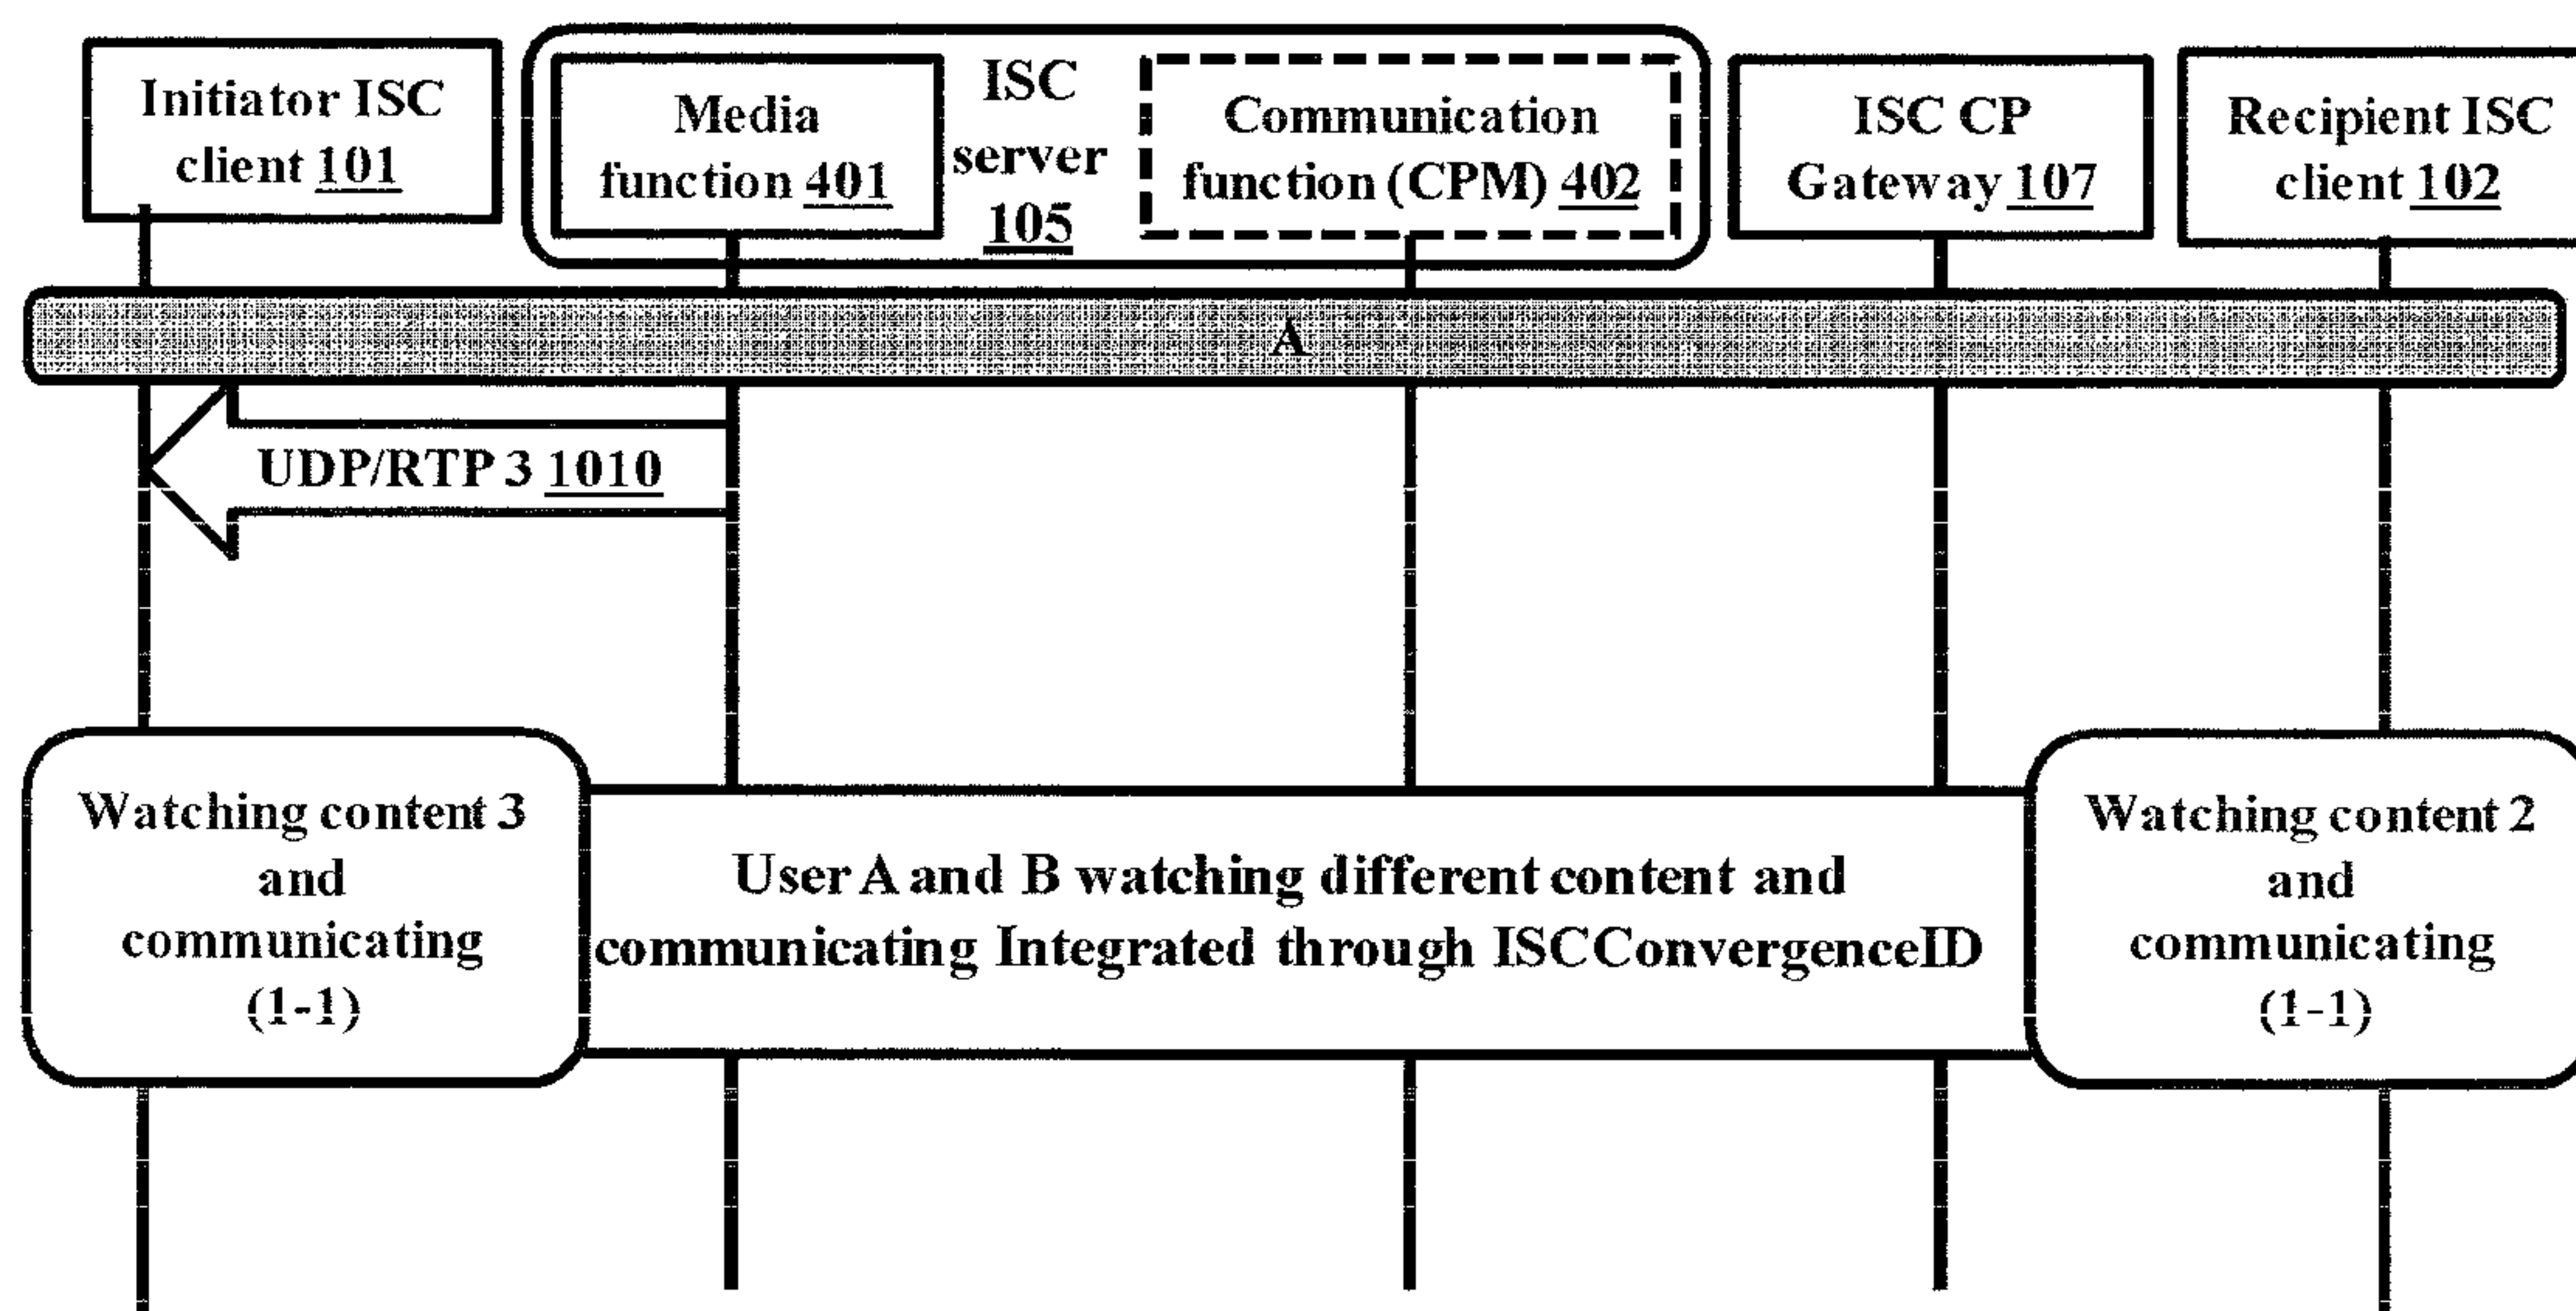 Initiator ISC
client 101
Media
function 401
ISC
server
105
Communication
function (CPM) 402
ISC CP
Gateway 107
Recipient ISC
client 102
A
UDP/RTP 3 1010
Watching content 3
and
communicating
(1-1)
User A and B watching different content and
communicating Integrated through ISCConvergenceID
Watching content 2
and
communicating
(1-1)